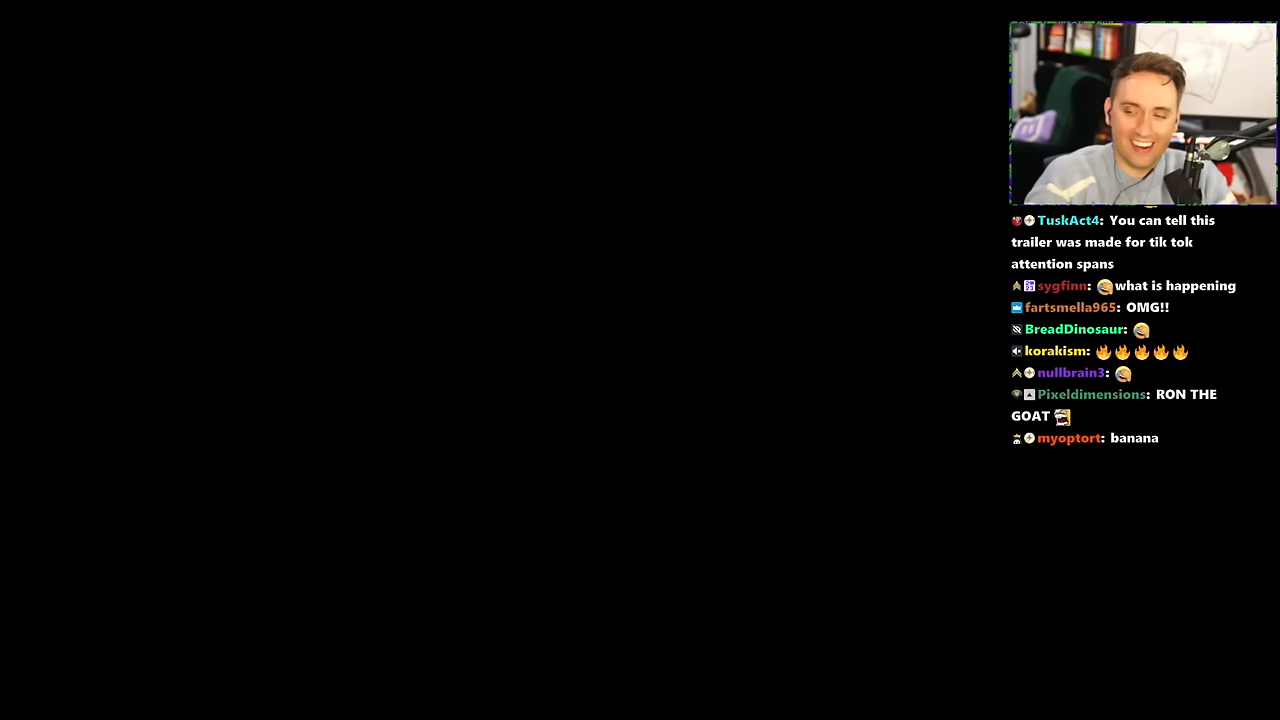 TuskAct4: You can tell this
trailer was made for tik tok
attention spans
sygfinn: what is happening
fartsmella965: OMG!!
BreadDinosaur:
korakism: 🔥🔥🔥🔥🔥
nullbrain3:
Pixeldimensions: RON THE
GOAT
myoptort: banana